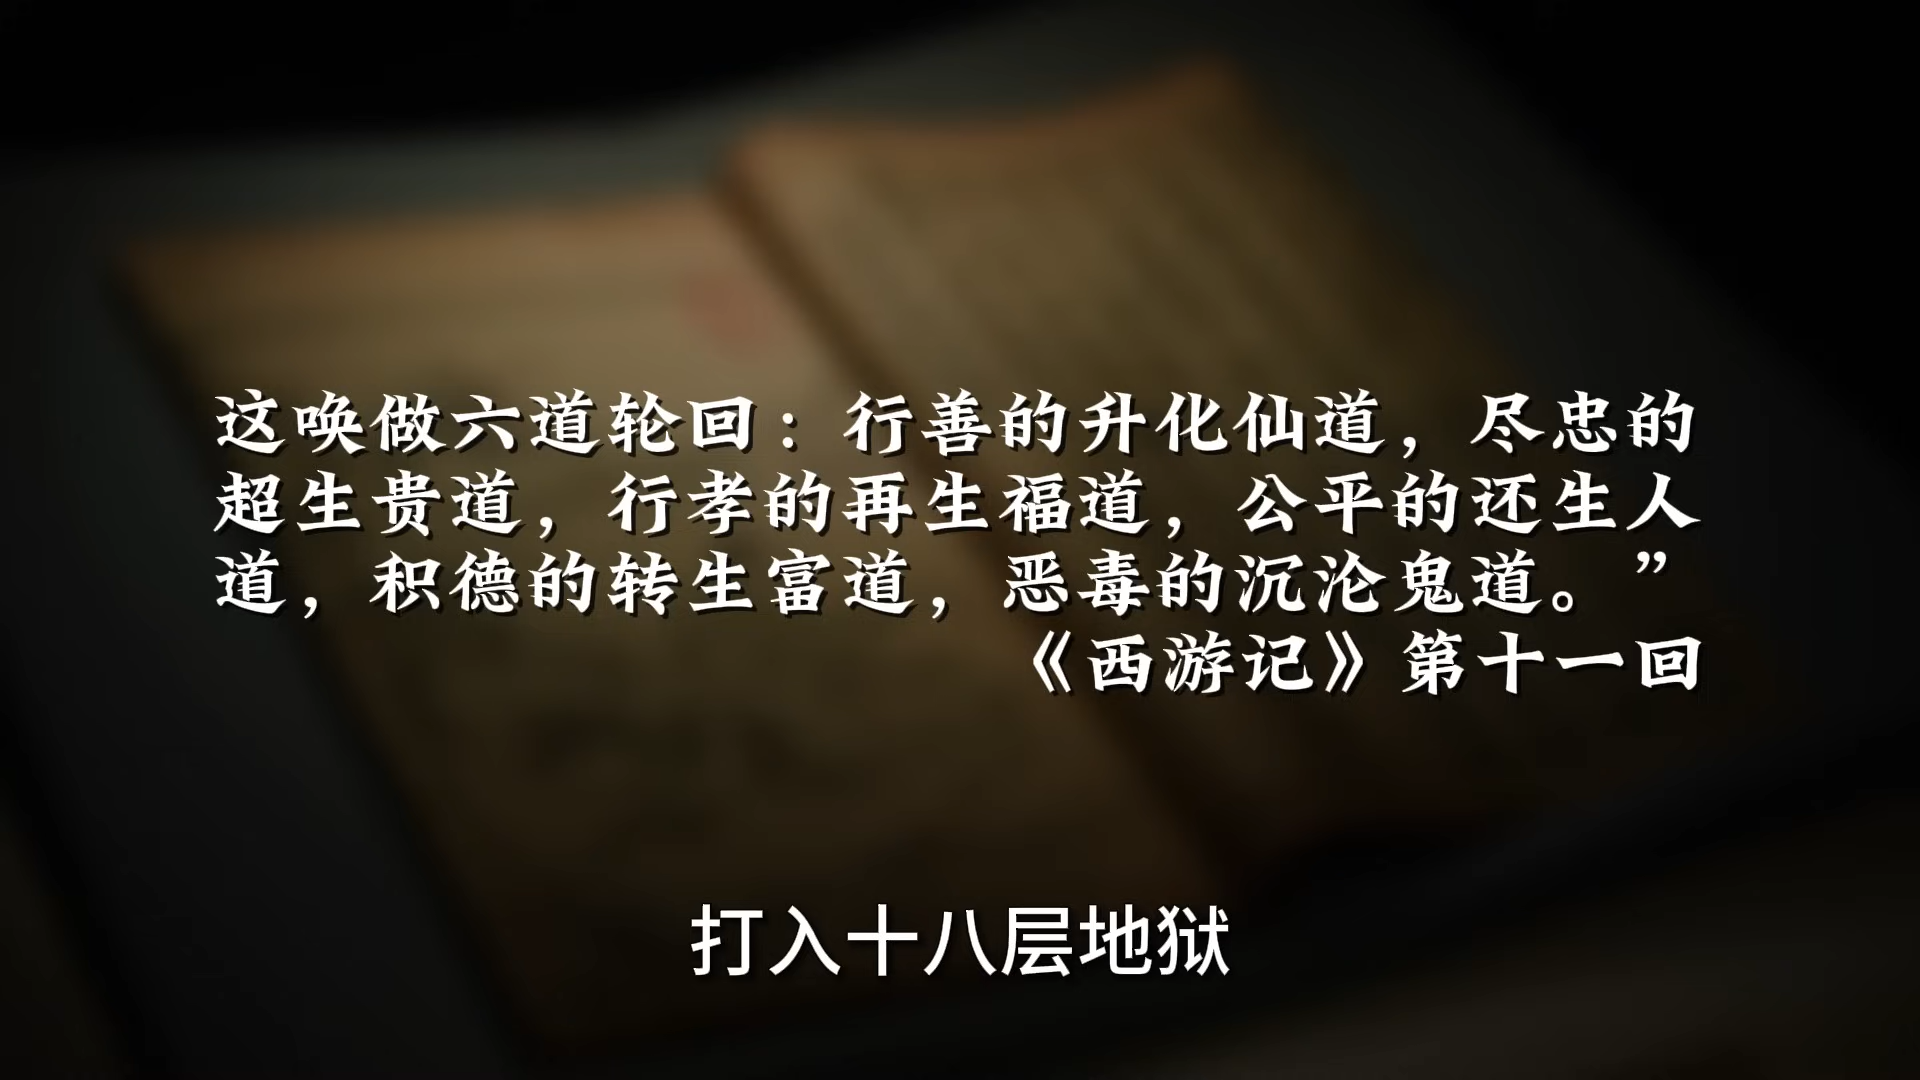 这唤做六道轮回：行善的升化仙道，尽忠的
超生贵道，行孝的再生福道，公平的还生人
道，积德的转生富道，恶毒的沉沦鬼道。”
《西游记》第十一回
打入十八层地狱